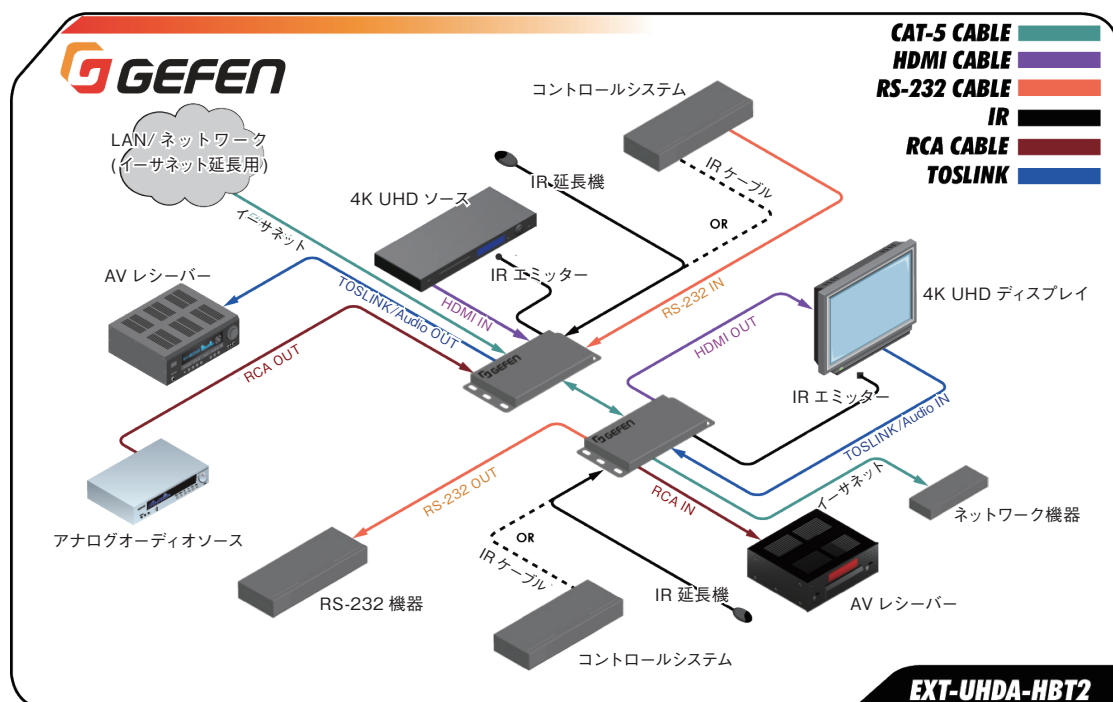 GEFEN
CAT-5 CABLE
HDMI CABLE
RS-232 CABLE
IR
RCA CABLE
TOSLINK
コントロールシステム
LAN/ ネットワーク
(イーサネット延長用)
IR ケーブル
IR 延長機
4K UHD ソース
OR
イーサネット
IR エミッター
AV レシーバー
TOSLINK/Audio OUT
HDMI IN
RS-232 IN
4K UHD ディスプレイ
HDMI OUT
RCA OUT
GEFEN
IR エミッター
GEFEN
TOSLINK/Audio IN
RS-232 OUT
RCA IN
イーサネット
ネットワーク機器
アナログオーディオソース
OR
IR ケーブル
RS-232 機器
IR 延長機
AV レシーバー
コントロールシステム
EXT-UHDA-HBT2